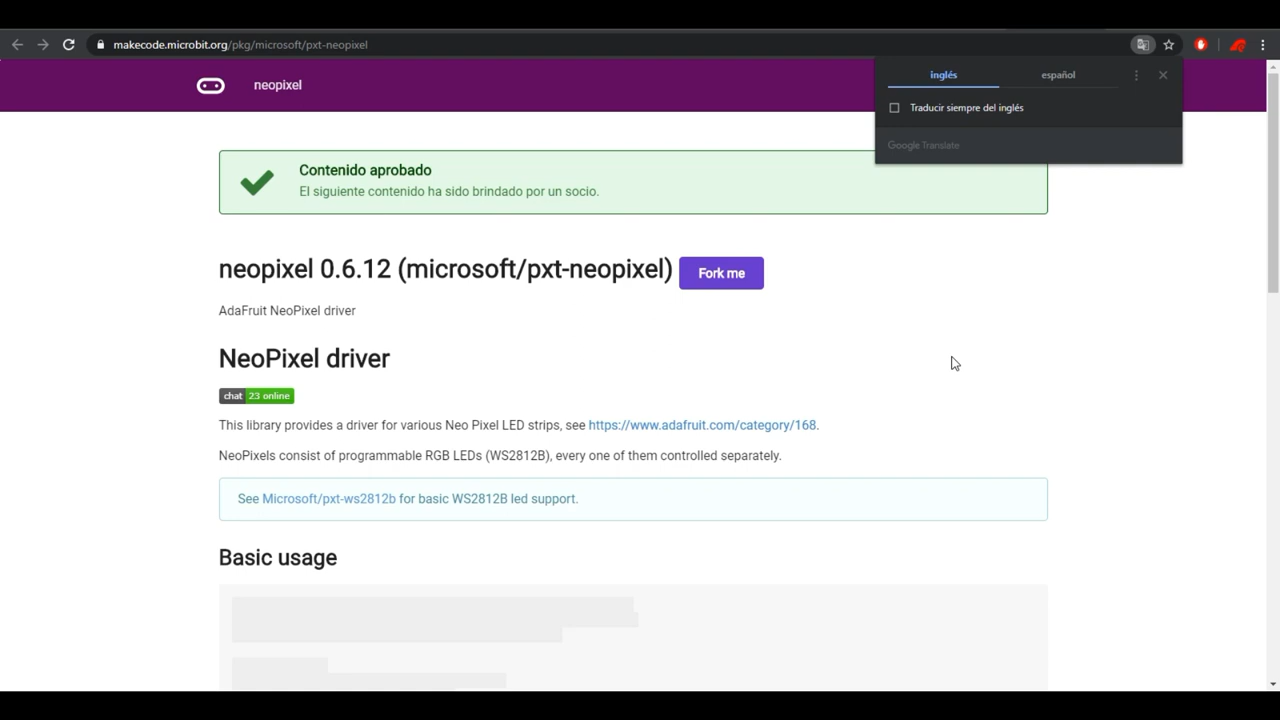 makecode.microbit.org/pkg/microsoft/pxt-neopixel
neopixel
inglés
español
Traducir siempre del inglés
Google Translate
Contenido aprobado
El siguiente contenido ha sido brindado por un socio.
neopixel 0.6.12 (microsoft/pxt-neopixel)
Fork me
AdaFruit NeoPixel driver
NeoPixel driver
chat 23 online
This library provides a driver for various Neo Pixel LED strips, see https://www.adafruit.com/category/168.
NeoPixels consist of programmable RGB LEDs (WS2812B), every one of them controlled separately.
See Microsoft/pxt-ws2812b for basic WS2812B led support.
Basic usage